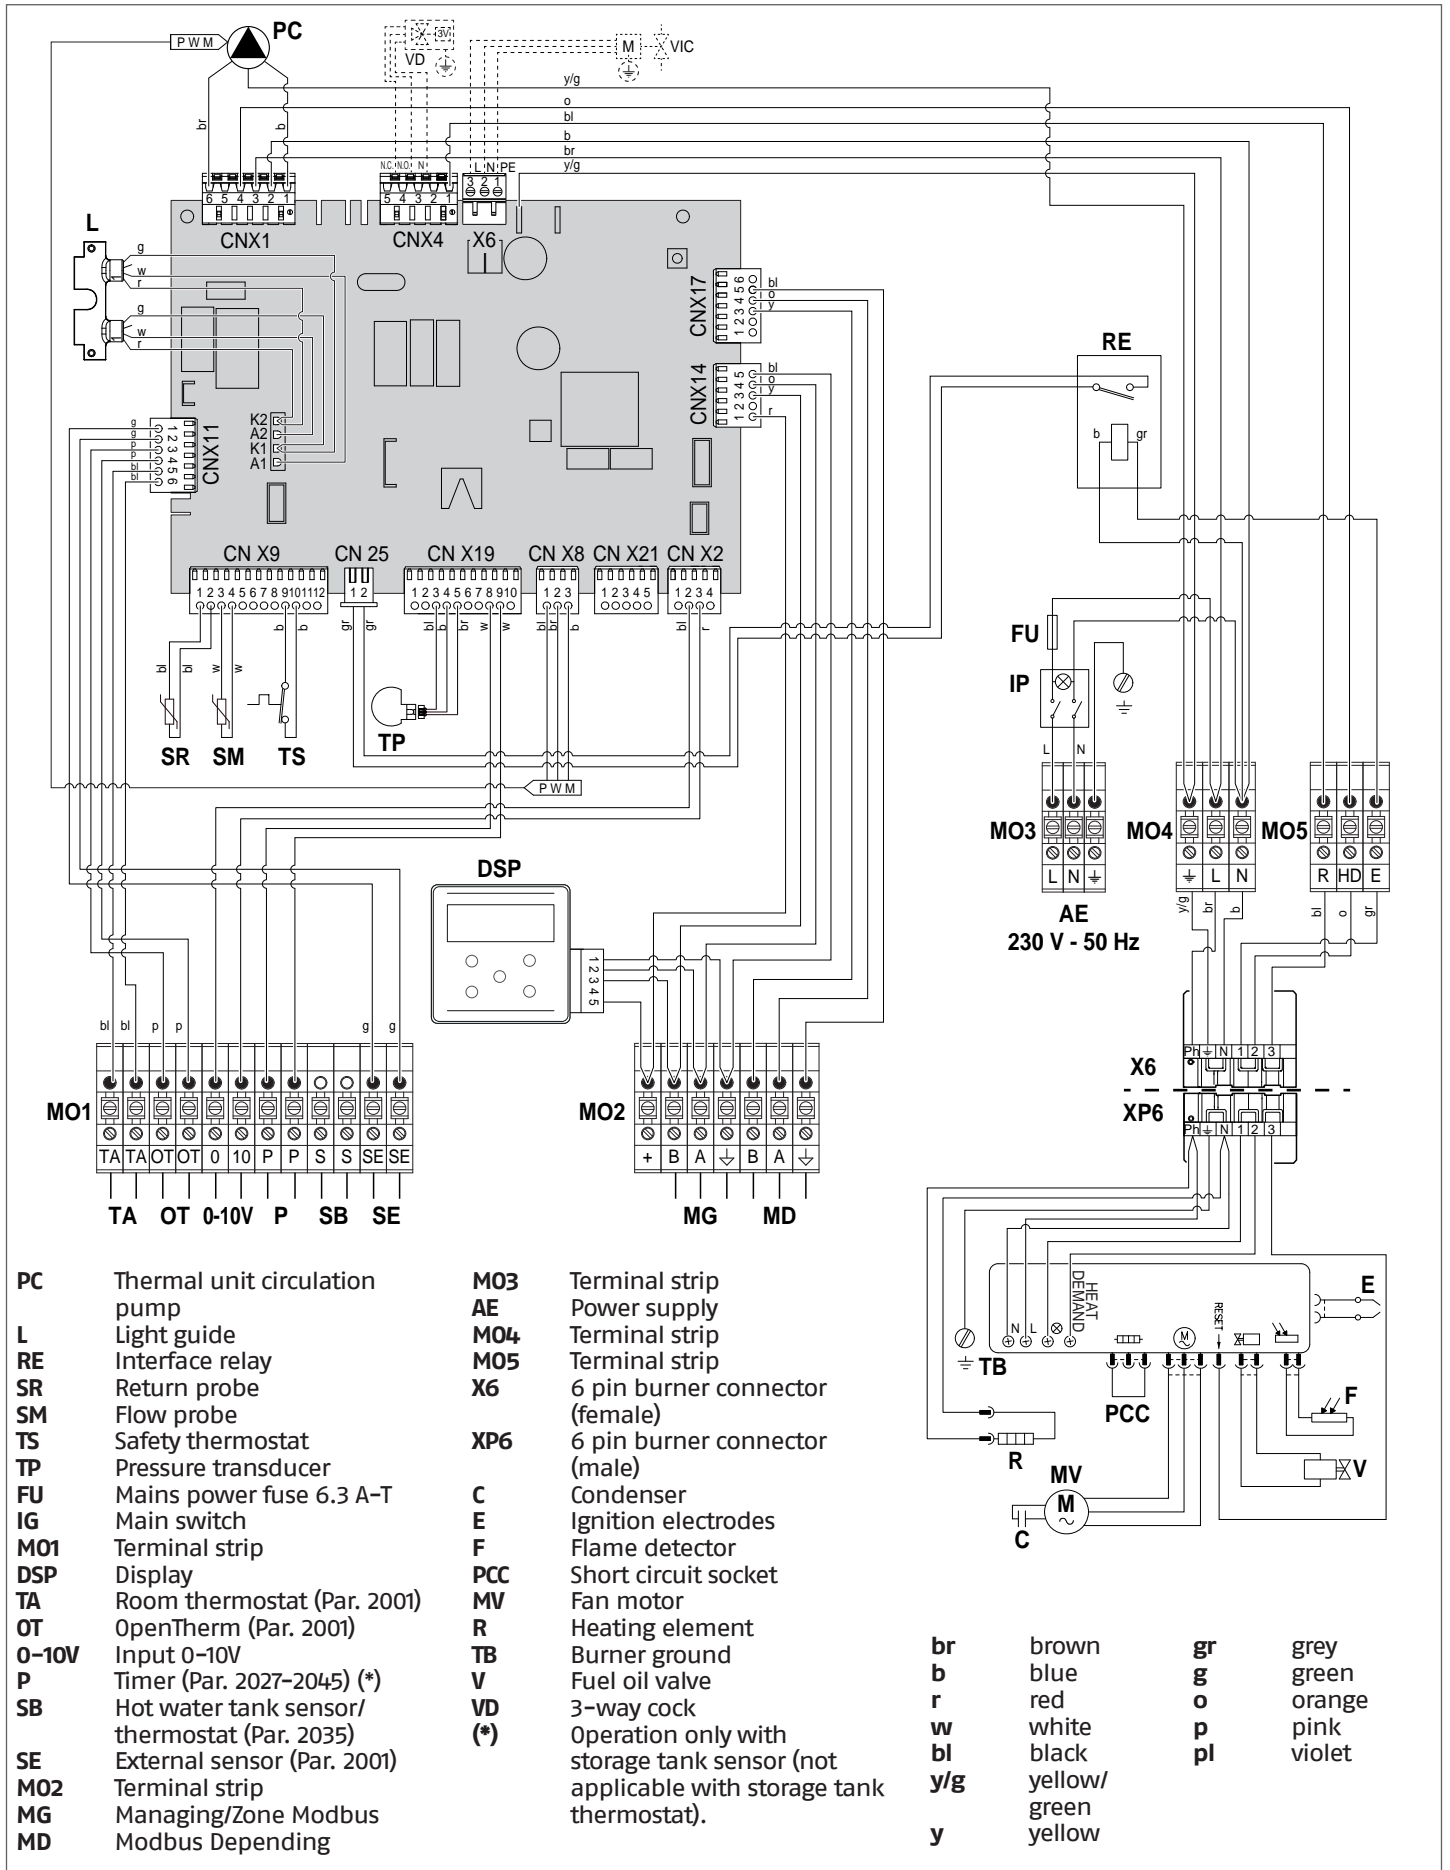 PC
P W M
3V
VD
M
VIC
y/g
o
bl
b
br
y/g
br
b
N.C. N.O. N
L N PE
6 5 4 3 2 1
5 4 3 2 1
3 2 1
CNX1
CNX4
X6
L
g
w
r
g
w
r
CNX17
1 2 3 4 5 6
bl
o
y
CNX14
1 2 3 4 5
bl
o
y
r
RE
b gr
K2
A2
K1
A1
CNX11
g
g
p
p
bl
bl
1 2 3 4 5 6
CN X9
CN 25
CN X19
CN X8
CN X21
CN X2
1 2 3 4 5 6 7 8 9 10 11 12
1 2
1 2 3 4 5 6 7 8 9 10
1 2 3
1 2 3 4 5
1 2 3 4
b b
gr gr
bl b br w w
bl br b
bl r
bl bl w w
SR SM TS
TP
P W M
FU
IP
L N
MO3
L N
AE
230 V - 50 Hz
MO4
L N
y/g br b
MO5
R HD E
bl o gr
DSP
1 2 3 4 5
bl bl p p g g
MO1
TA TA OT OT 0 10 P P S S SE SE
TA OT 0-10V P SB SE
MO2
+ B A B A
MG MD
Ph N 1 2 3
X6
XP6
Ph N 1 2 3
HEAT DEMAND
N L
RESET
M
E
TB
PCC
F
R
V
MV
M
C
PC Thermal unit circulation
pump
L Light guide
RE Interface relay
SR Return probe
SM Flow probe
TS Safety thermostat
TP Pressure transducer
FU Mains power fuse 6.3 A-T
IG Main switch
MO1 Terminal strip
DSP Display
TA Room thermostat (Par. 2001)
OT OpenTherm (Par. 2001)
0-10V Input 0-10V
P Timer (Par. 2027-2045) (*)
SB Hot water tank sensor/
thermostat (Par. 2035)
SE External sensor (Par. 2001)
MO2 Terminal strip
MG Managing/Zone Modbus
MD Modbus Depending
MO3 Terminal strip
AE Power supply
MO4 Terminal strip
MO5 Terminal strip
X6 6 pin burner connector
(female)
XP6 6 pin burner connector
(male)
C Condenser
E Ignition electrodes
F Flame detector
PCC Short circuit socket
MV Fan motor
R Heating element
TB Burner ground
V Fuel oil valve
VD 3-way cock
(*) Operation only with
storage tank sensor (not
applicable with storage tank
thermostat).
br brown
b blue
r red
w white
bl black
y/g yellow/
green
y yellow
gr grey
g green
o orange
p pink
pl violet